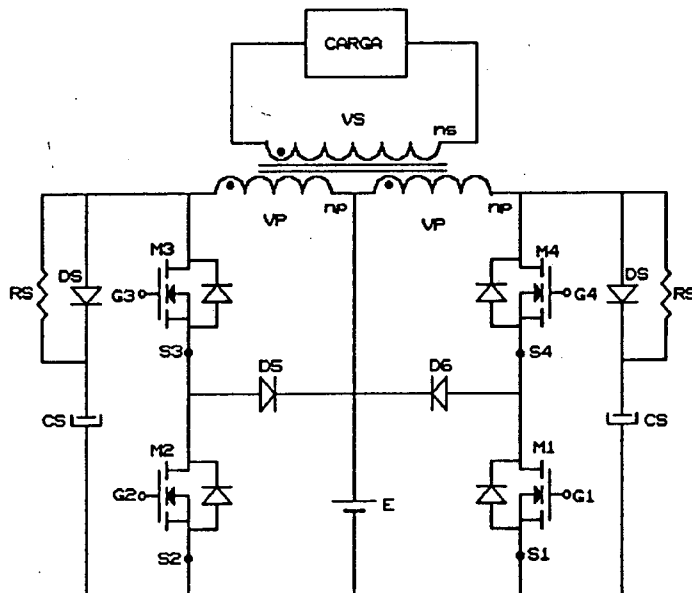 CARGA
VS
ns
VP
np
VP
np
M3
M4
RS
DS
G3
G4
DS
RS
S3
S4
D5
D6
CS
CS
M2
M1
G2
G1
E
S2
S1